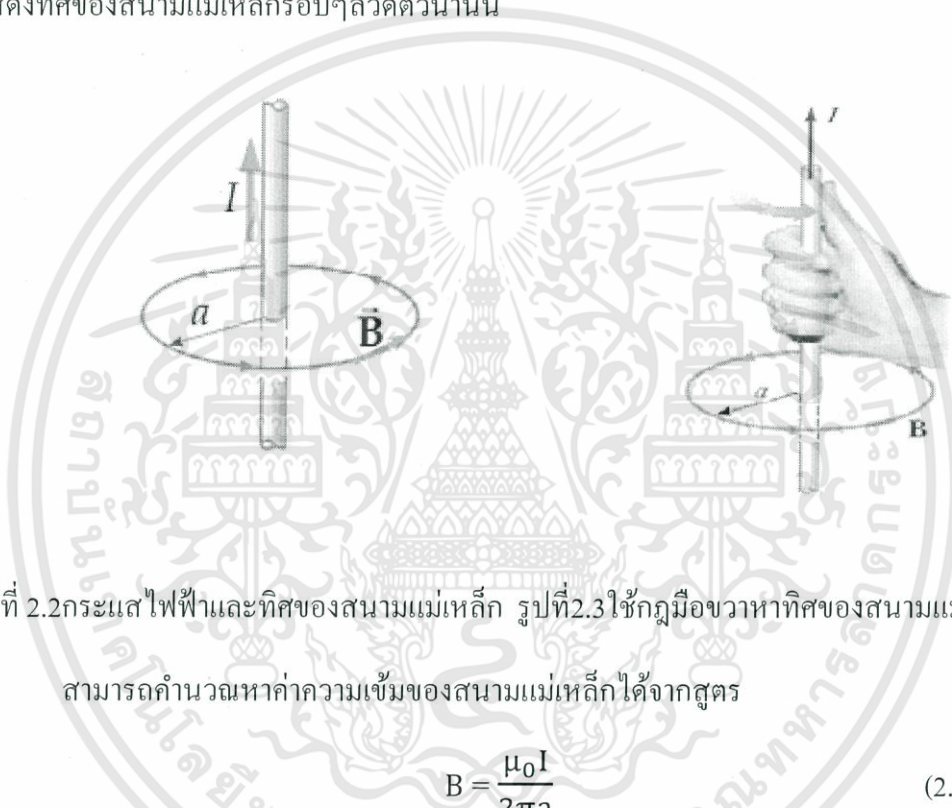 ทิศของสนามแม่เหล็กรอบๆลวดตัวนำนั้น
I
a
B
I
a
B
ที่ 2.2กระแสไฟฟ้าและทิศของสนามแม่เหล็ก รูปที่2.3ใช้กฎมือขวาหาทิศของสนามแม่
สามารถคำนวณหาค่าความเข้มของสนามแม่เหล็กได้จากสูตร
B = μ₀I / 2πa (2.